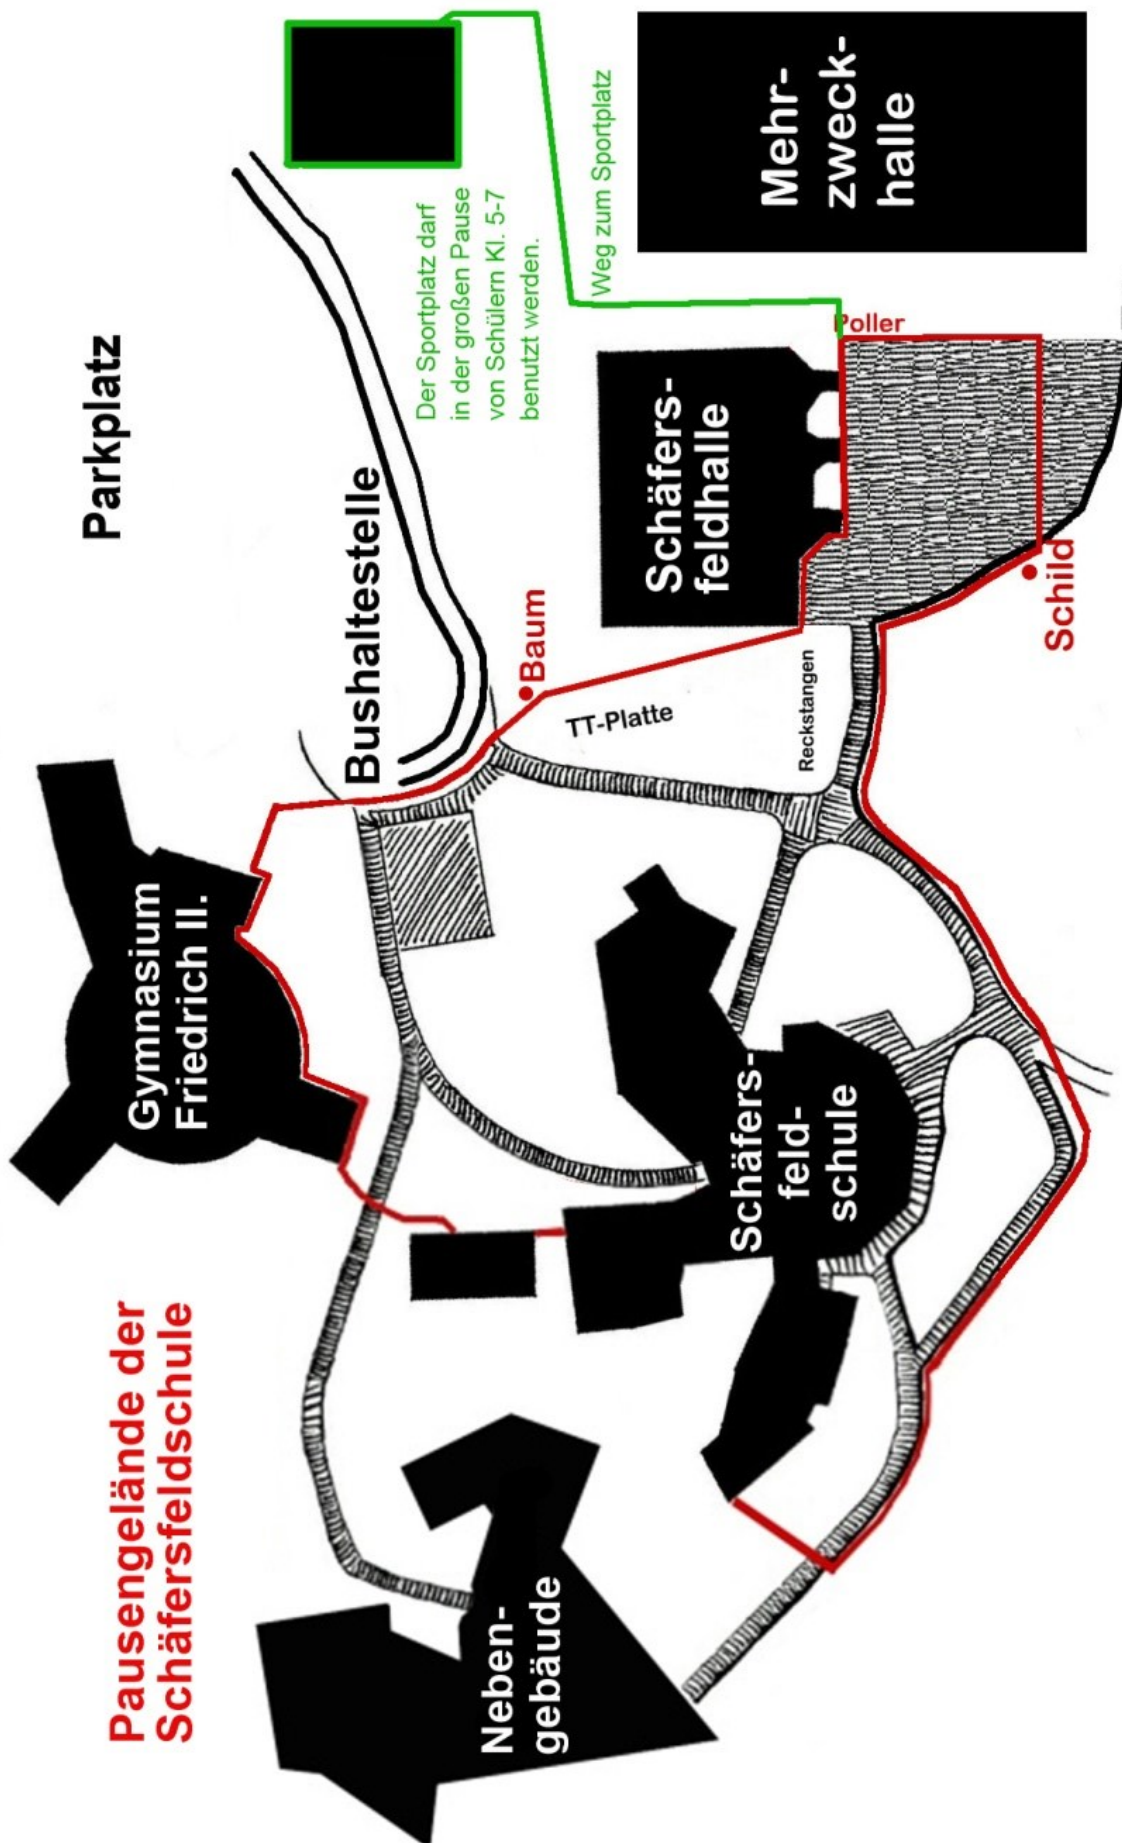 Pausengelände der
Schäfersfeldschule
Parkplatz
Gymnasium
Friedrich II.
Bushaltestelle
Der Sportplatz darf
in der großen Pause
von Schülern Kl. 5-7
benutzt werden.
Weg zum Sportplatz
Baum
TT-Platte
Reckstangen
Schäfers-
feldhalle
Mehr-
zweck-
halle
Poller
Schild
Neben-
gebäude
Schäfers-
feld-
schule